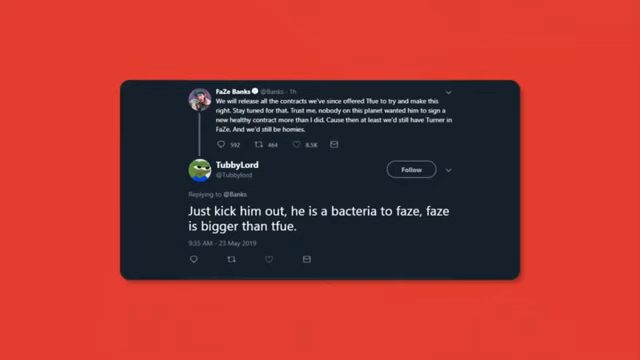 FaZe Banks @Banks · 1h
We will release all the contracts we've since offered Tfue to try and make this
right. Stay tuned for that. Trust me, nobody on this planet wanted him to sign a
new healthy contract more than I did. Cause then at least we'd still have Turner in
FaZe. And we'd still be homies.
592 464 8.5K
TubbyLord
@Tubbylord
Follow
Replying to @Banks
Just kick him out, he is a bacteria to faze, faze
is bigger than tfue.
9:35 AM - 23 May 2019